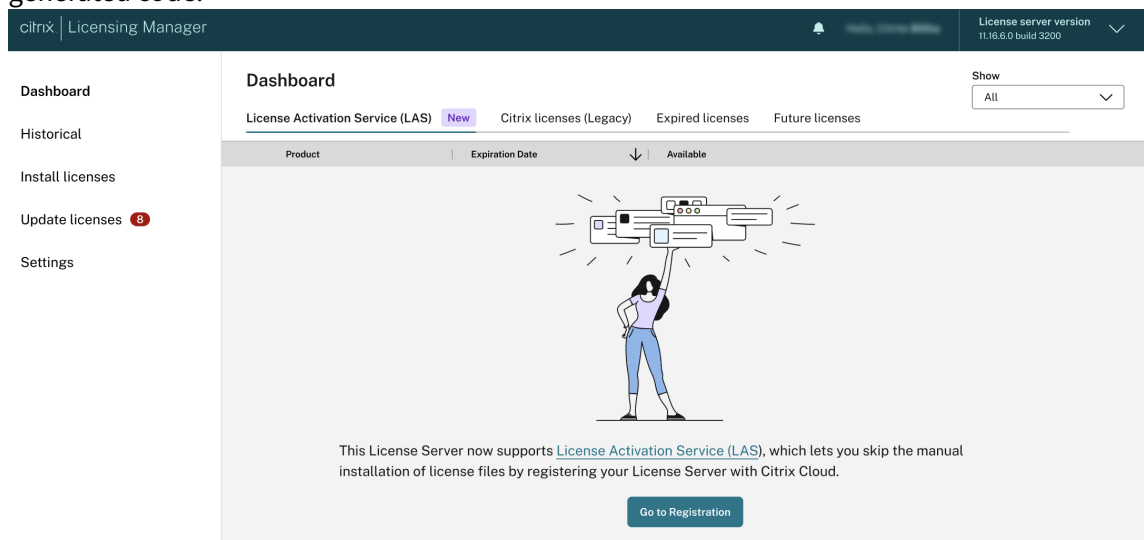 generated code.
citrix | Licensing Manager
License server version
11.16.6.0 build 3200
Dashboard
Historical
Install licenses
Update licenses 8
Settings
Dashboard
Show
All
License Activation Service (LAS) New Citrix licenses (Legacy) Expired licenses Future licenses
Product Expiration Date Available
This License Server now supports License Activation Service (LAS), which lets you skip the manual
installation of license files by registering your License Server with Citrix Cloud.
Go to Registration